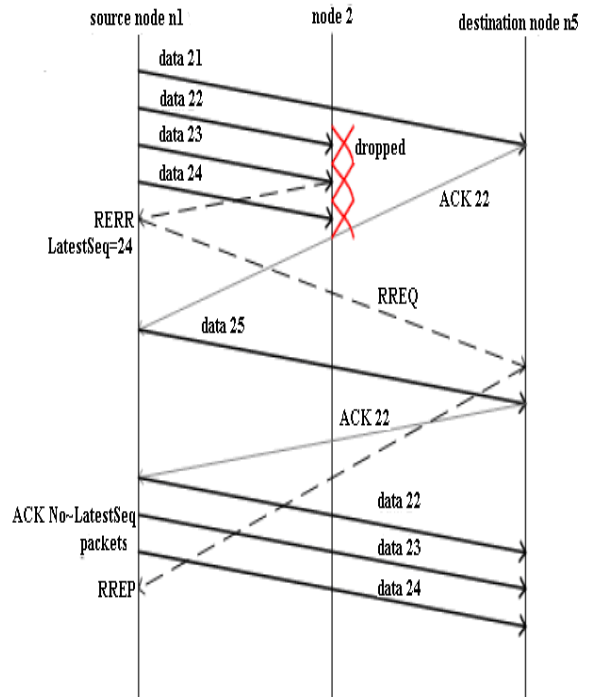 source node n1
node 2
destination node n5
data 21
data 22
data 23
dropped
data 24
ACK 22
RERR
LatestSeq=24
RREQ
data 25
ACK 22
data 22
ACK No~LatestSeq
packets
data 23
RREP
data 24